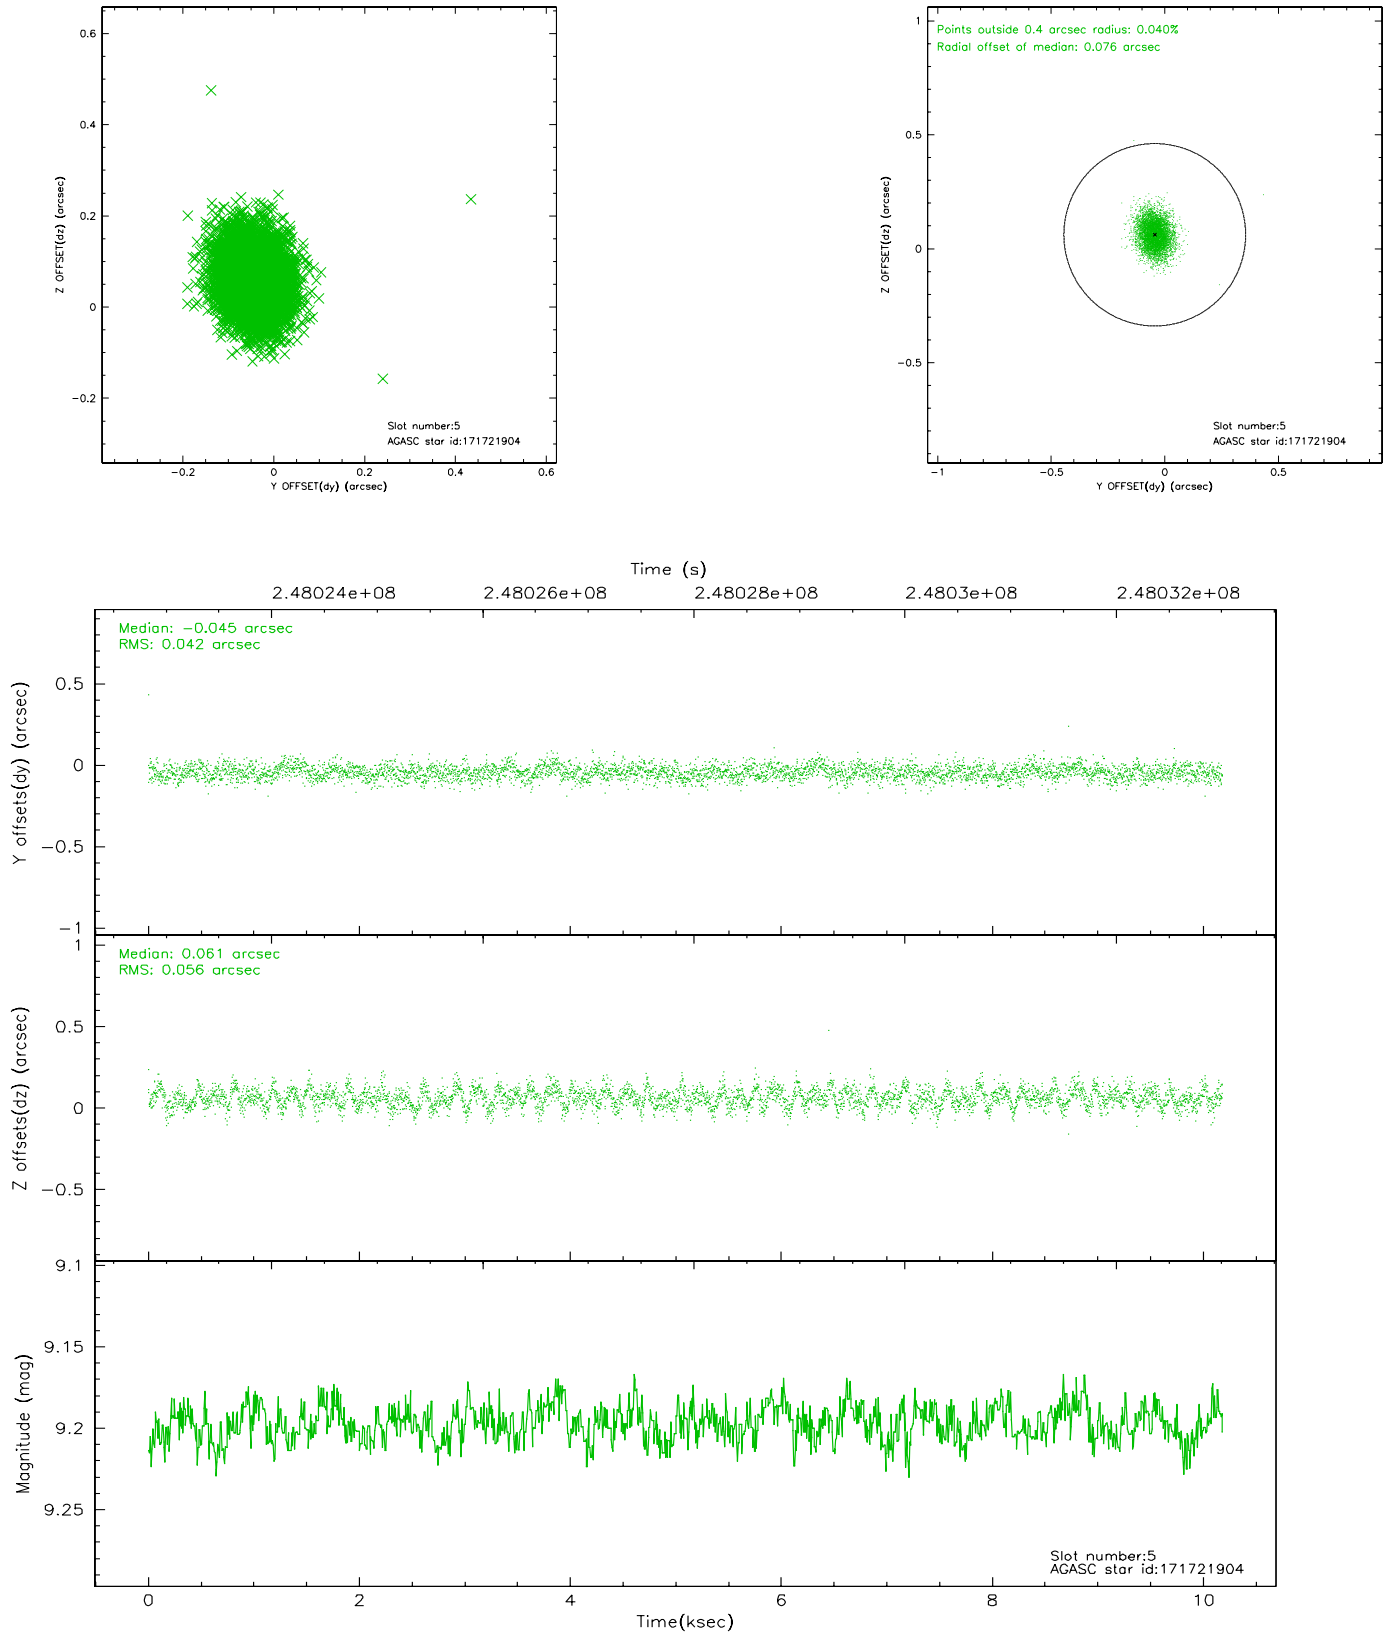 0.6
0.4
0.2
0
−0.2
Z OFFSET(dz) (arcsec)
−0.2 0 0.2 0.4 0.6
Y OFFSET(dy) (arcsec)
Slot number:5
AGASC star id:171721904
Points outside 0.4 arcsec radius: 0.040%
Radial offset of median: 0.076 arcsec
1
0.5
0
−0.5
Z OFFSET(dz) (arcsec)
−1 −0.5 0 0.5
Y OFFSET(dy) (arcsec)
Slot number:5
AGASC star id:171721904
Time (s)
2.48024e+08 2.48026e+08 2.48028e+08 2.4803e+08 2.48032e+08
Median: −0.045 arcsec
RMS: 0.042 arcsec
0.5
0
−0.5
−1
Y offsets(dy) (arcsec)
Median: 0.061 arcsec
RMS: 0.056 arcsec
1
0.5
0
−0.5
Z offsets(dz) (arcsec)
9.1
9.15
9.2
9.25
Magnitude (mag)
Slot number:5
AGASC star id:171721904
0 2 4 6 8 10
Time(ksec)